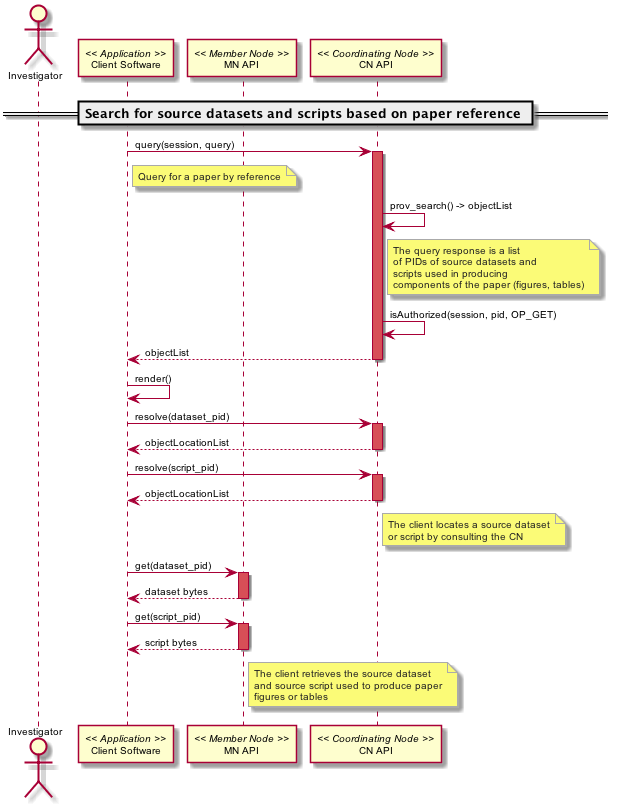 Investigator
<< Application >>
Client Software
<< Member Node >>
MN API
<< Coordinating Node >>
CN API
Search for source datasets and scripts based on paper reference
query(session, query)
Query for a paper by reference
prov_search() -> objectList
The query response is a list
of PIDs of source datasets and
scripts used in producing
components of the paper (figures, tables)
isAuthorized(session, pid, OP_GET)
objectList
render()
resolve(dataset_pid)
objectLocationList
resolve(script_pid)
objectLocationList
The client locates a source dataset
or script by consulting the CN
get(dataset_pid)
dataset bytes
get(script_pid)
script bytes
The client retrieves the source dataset
and source script used to produce paper
figures or tables
Investigator
<< Application >>
Client Software
<< Member Node >>
MN API
<< Coordinating Node >>
CN API